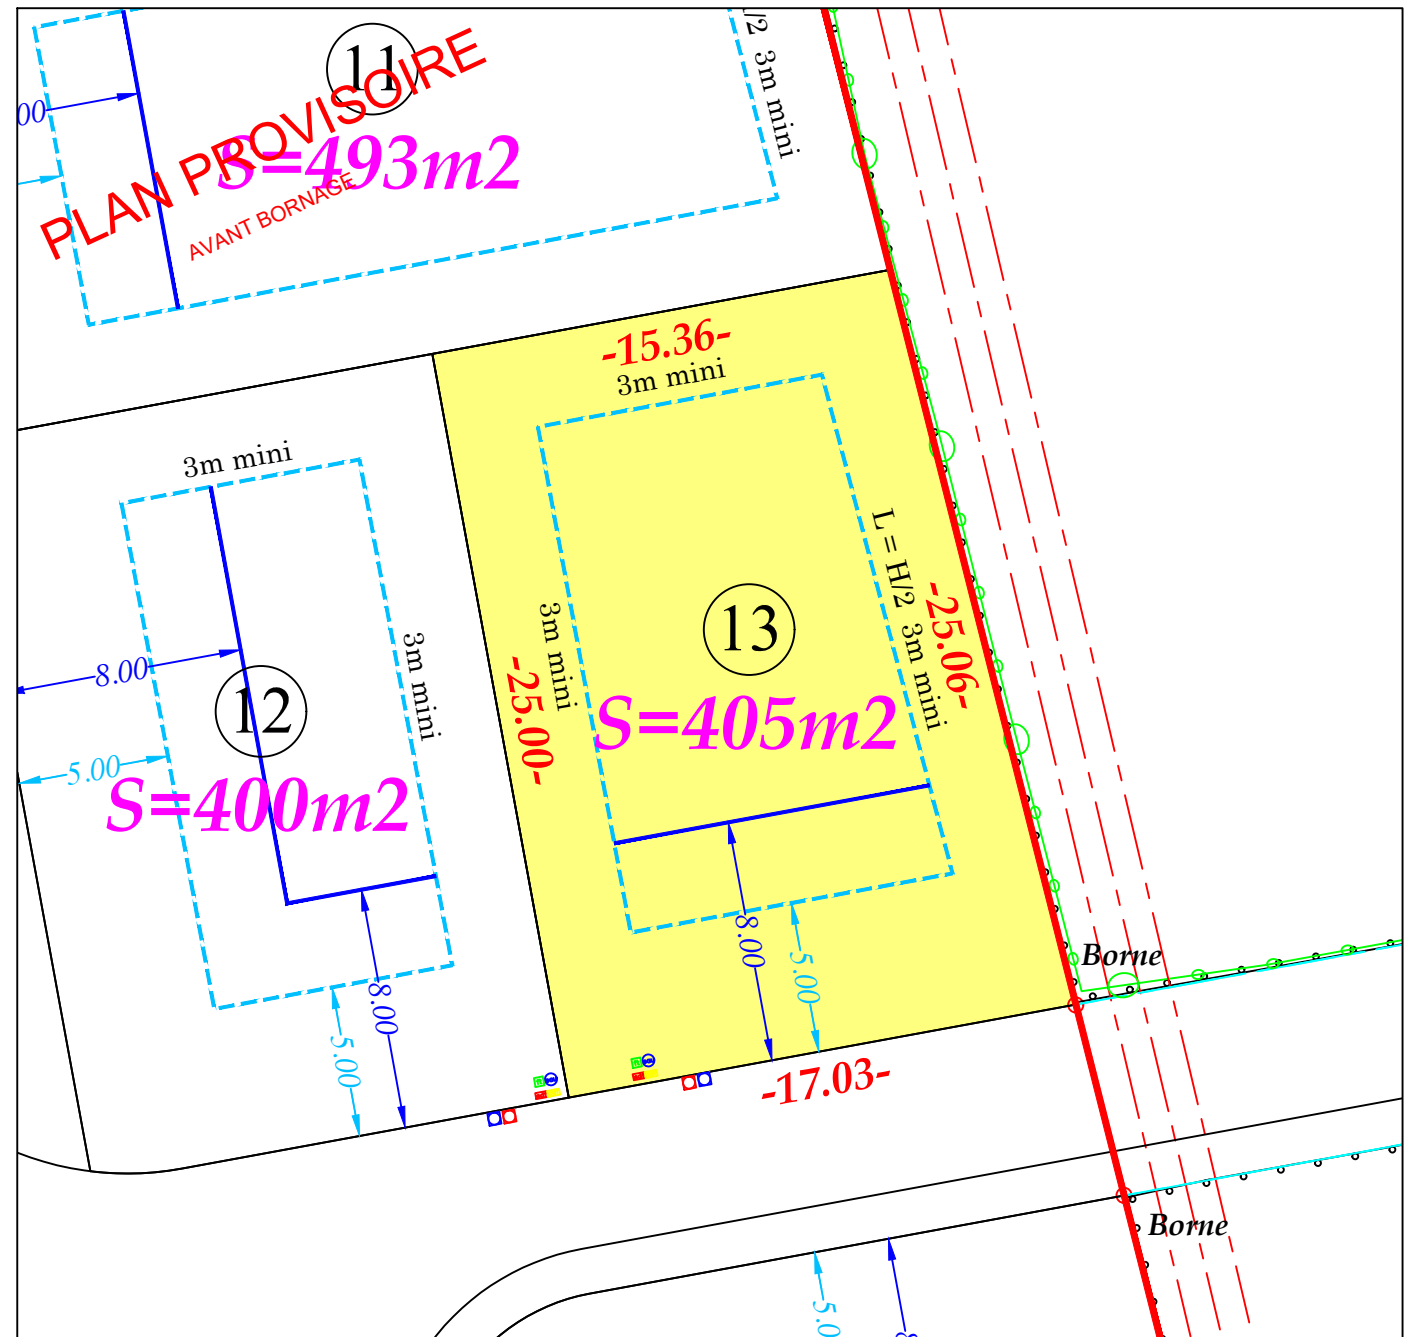 11
/2 3m mini
00
PLAN PROVISOIRE
S=493m2
AVANT BORNAGE
-15.36-
3m mini
3m mini
L = H/2 3m mini
3m mini
13
-25.06-
3m mini
8.00
-25.00-
12
S=405m2
5.00
S=400m2
8.00
5.00
Borne
8.00
5.00
-17.03-
Borne
5.0